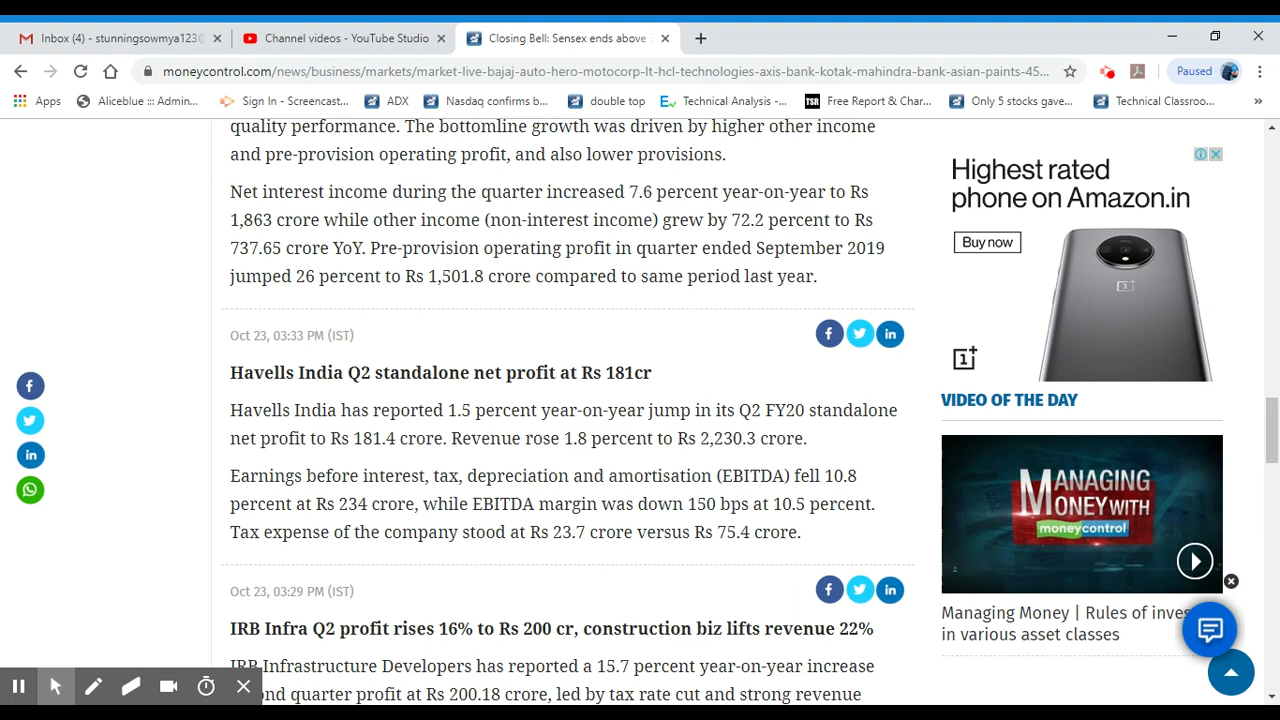 Inbox (4) - stunningsowmya123@
Channel videos - YouTube Studio
Closing Bell: Sensex ends above
moneycontrol.com/news/business/markets/market-live-bajaj-auto-hero-motocorp-lt-hcl-technologies-axis-bank-kotak-mahindra-bank-asian-paints-45...
Paused
Apps
Aliceblue ::: Admin...
Sign In - Screencast...
ADX
Nasdaq confirms b...
double top
Technical Analysis -...
TSR
Free Report & Char...
Only 5 stocks gave...
Technical Classroo...
»
quality performance. The bottomline growth was driven by higher other income
and pre-provision operating profit, and also lower provisions.
Net interest income during the quarter increased 7.6 percent year-on-year to Rs
1,863 crore while other income (non-interest income) grew by 72.2 percent to Rs
737.65 crore YoY. Pre-provision operating profit in quarter ended September 2019
jumped 26 percent to Rs 1,501.8 crore compared to same period last year.
Oct 23, 03:33 PM (IST)
Havells India Q2 standalone net profit at Rs 181cr
Havells India has reported 1.5 percent year-on-year jump in its Q2 FY20 standalone
net profit to Rs 181.4 crore. Revenue rose 1.8 percent to Rs 2,230.3 crore.
Earnings before interest, tax, depreciation and amortisation (EBITDA) fell 10.8
percent at Rs 234 crore, while EBITDA margin was down 150 bps at 10.5 percent.
Tax expense of the company stood at Rs 23.7 crore versus Rs 75.4 crore.
Oct 23, 03:29 PM (IST)
IRB Infra Q2 profit rises 16% to Rs 200 cr, construction biz lifts revenue 22%
IRB Infrastructure Developers has reported a 15.7 percent year-on-year increase
quarter profit at Rs 200.18 crore, led by tax rate cut and strong revenue
Highest rated
phone on Amazon.in
Buy now
VIDEO OF THE DAY
MANAGING
MONEY WITH
moneycontrol
Managing Money | Rules of inves
in various asset classes